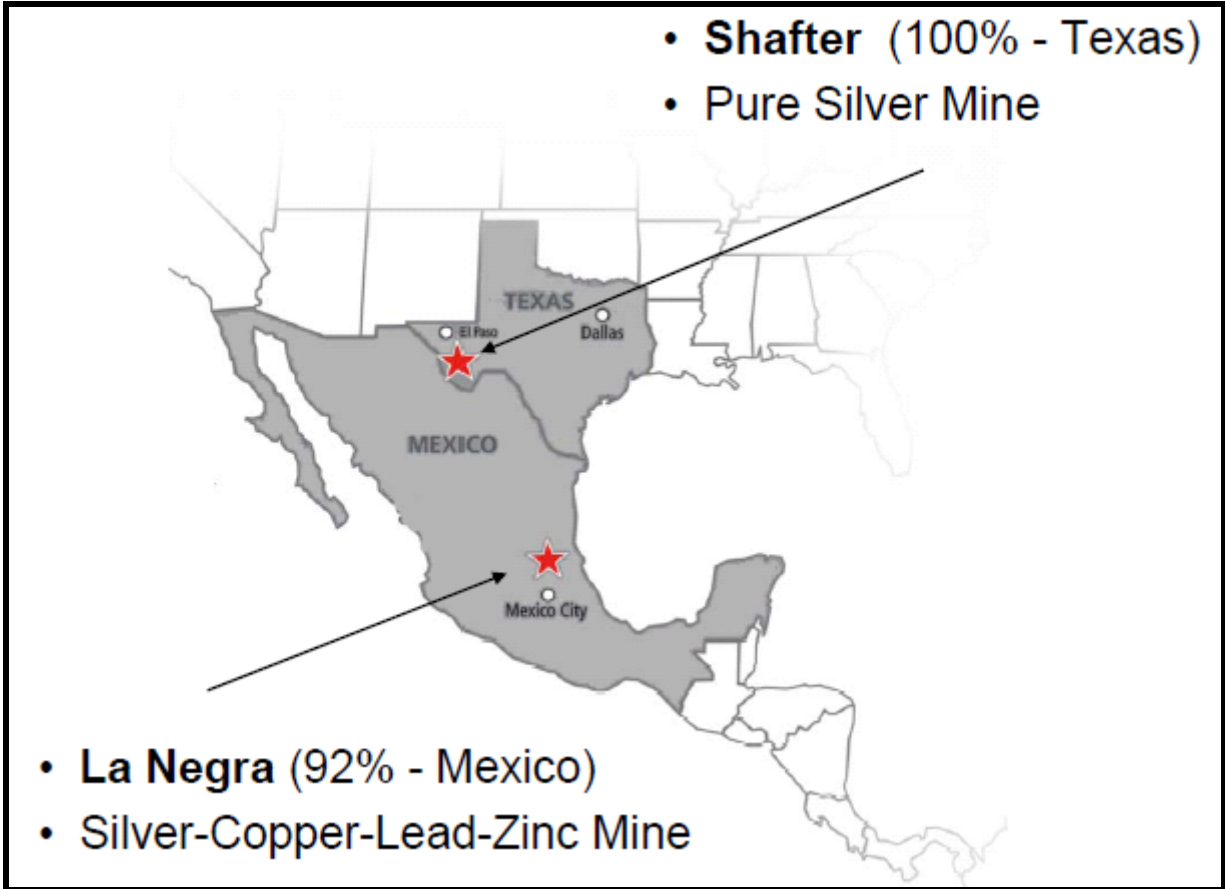 • Shafter (100% - Texas)
• Pure Silver Mine
TEXAS
El Paso
Dallas
MEXICO
Mexico City
• La Negra (92% - Mexico)
• Silver-Copper-Lead-Zinc Mine